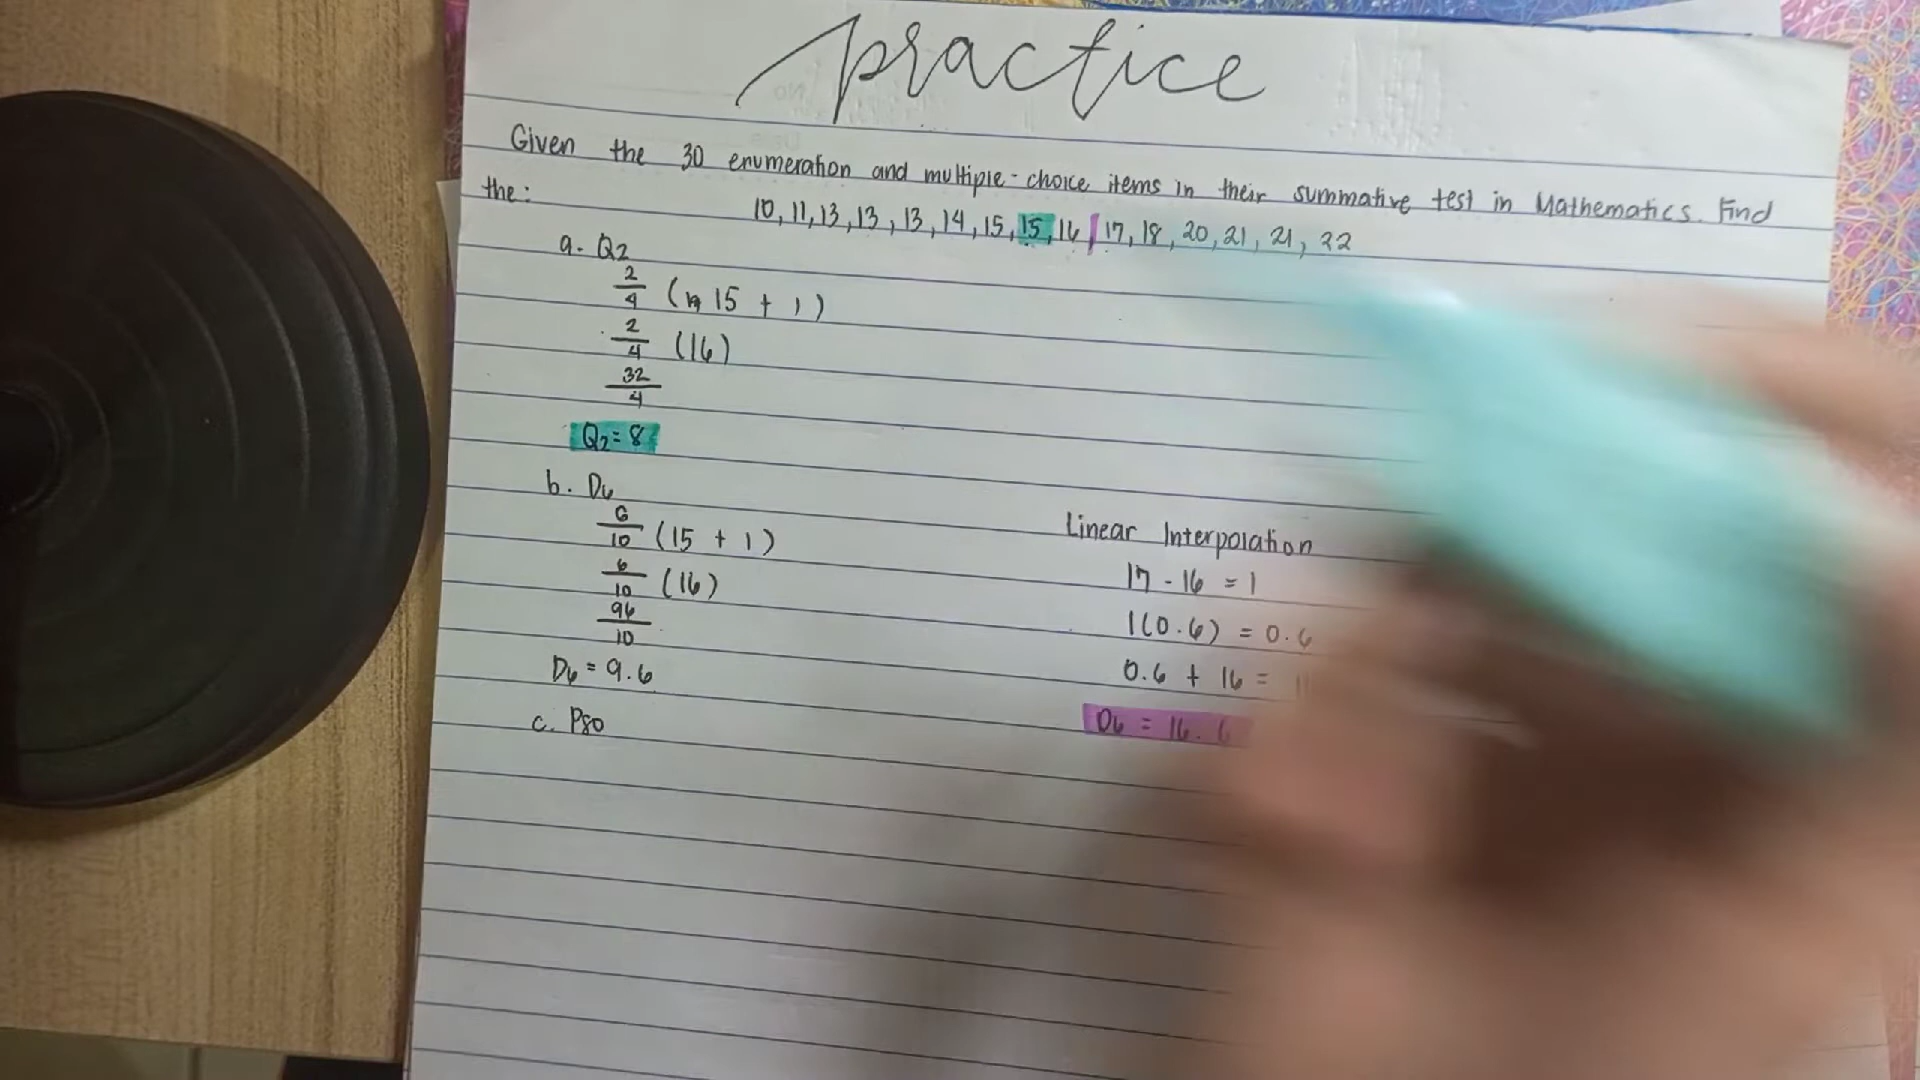 practice
Given the 30 enumeration and multiple-choice items in their summative test in Mathematics. Find
the:
10, 11, 13, 13, 13, 14, 15, 15, 16, 17, 18, 20, 21, 21, 22
a. Q2
2/4 (15 + 1)
2/4 (16)
32/4
Q2 = 8
b. D6
6/10 (15 + 1)
6/10 (16)
96/10
D6 = 9.6
c. P80
Linear Interpolation
17 - 16 = 1
1(0.6) = 0.6
0.6 + 16 =
D6 = 16.6